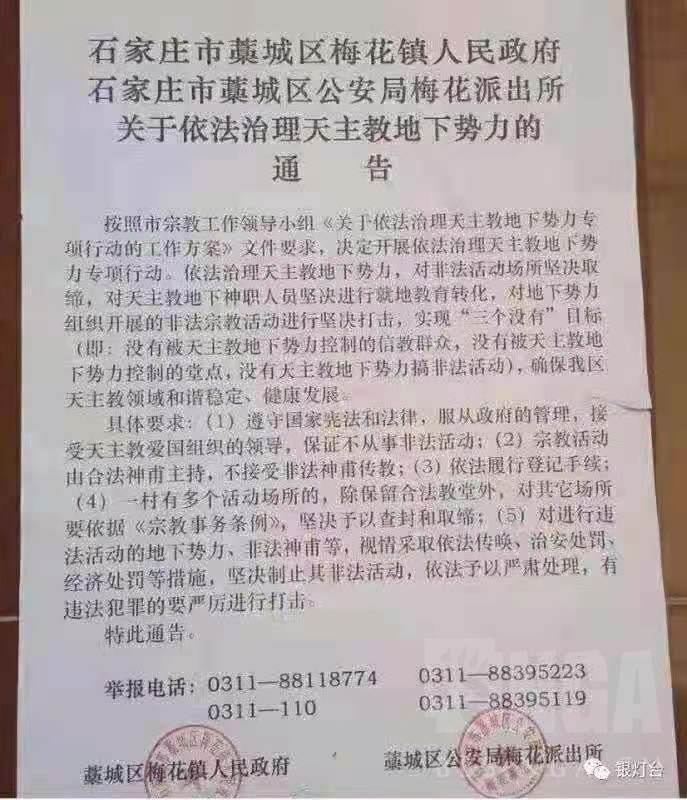 石家庄市藁城区梅花镇人民政府
石家庄市藁城区公安局梅花派出所
关于依法治理天主教地下势力的
通 告
按照市宗教工作领导小组《关于依法治理天主教地下势力专
项行动的工作方案》文件要求，决定开展依法治理天主教地下势
力专项行动。依法治理天主教地下势力，对非法活动场所坚决取
缔，对天主教地下神职人员坚决进行就地教育转化，对地下势力
组织开展的非法宗教活动进行坚决打击，实现“三个没有”目标
（即：没有被天主教地下势力控制的信教群众，没有被天主教地
下势力控制的堂点，没有天主教地下势力搞非法活动），确保我区
天主教领域和谐稳定、健康发展。
具体要求：（1）遵守国家宪法和法律，服从政府的管理，接
受天主教爱国组织的领导，保证不从事非法活动；（2）宗教活动
由合法神甫主持，不接受非法神甫传教；（3）依法履行登记手续；
（4）一村有多个活动场所的，除保留合法教堂外，对其它场所
要依据《宗教事务条例》，坚决予以查封和取缔；（5）对进行违
法活动的地下势力、非法神甫等，视情采取依法传唤、治安处罚、
经济处罚等措施，坚决制止其非法活动，依法予以严肃处理，有
违法犯罪的要严厉进行打击。
特此通告。
举报电话：0311—88118774 0311—88395223
0311—110 0311—88395119
藁城区梅花镇人民政府 藁城区公安局梅花派出所
银灯台